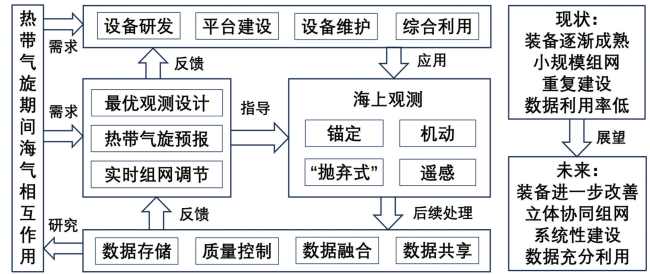 热带气旋期间海气相互作用
需求
设备研发 平台建设 设备维护 综合利用
反馈
应用
需求
最优观测设计
热带气旋预报
实时组网调节
指导
海上观测
锚定 机动
“抛弃式” 遥感
反馈
后续处理
研究
数据存储 质量控制 数据融合 数据共享
现状：
装备逐渐成熟
小规模组网
重复建设
数据利用率低
展望
未来：
装备进一步改善
立体协同组网
系统性建设
数据充分利用